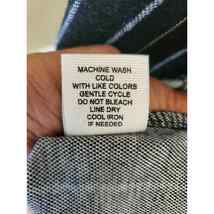 MACHINE WASH
COLD
WITH LIKE COLORS
GENTLE CYCLE
DO NOT BLEACH
LINE DRY
COOL IRON
IF NEEDED